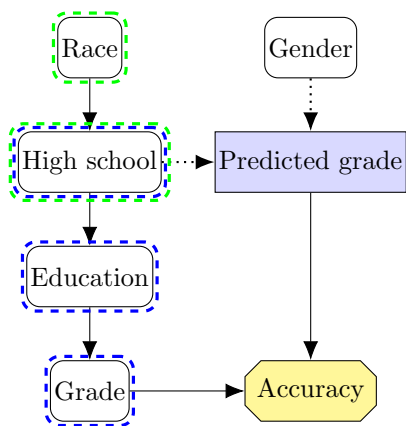 Race
Gender
High school
Predicted grade
Education
Grade
Accuracy